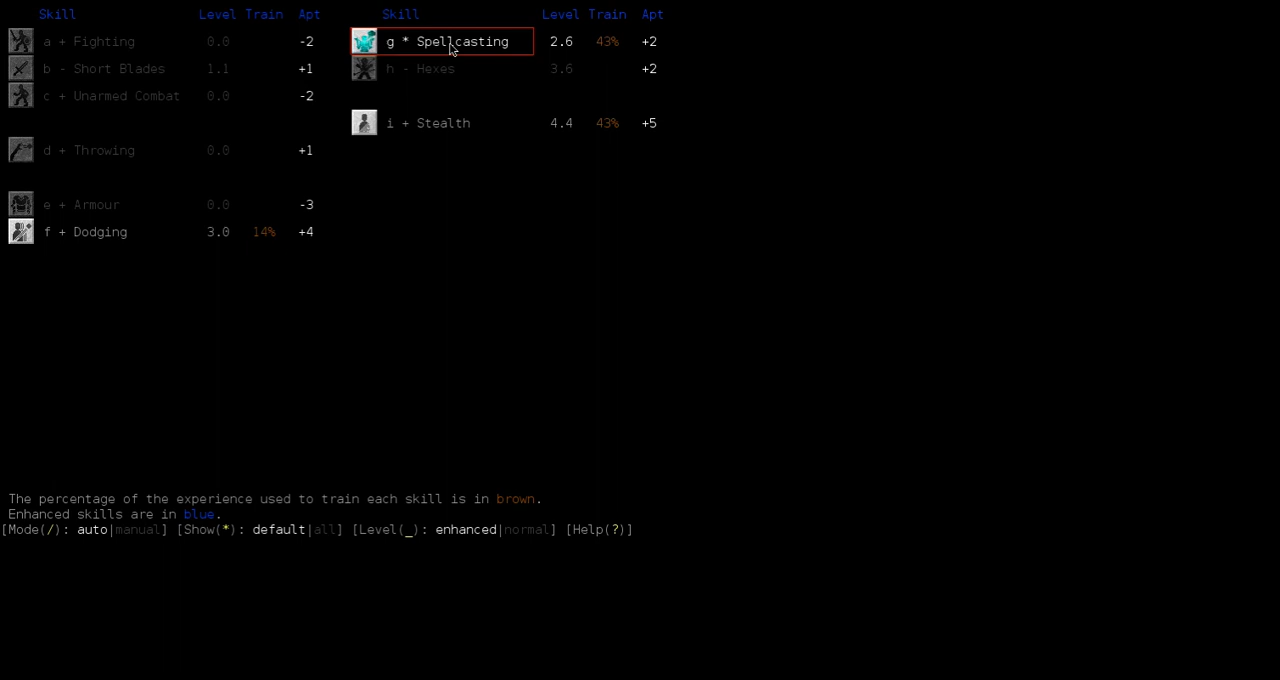 Skill Level Train Apt Skill Level Train Apt
a + Fighting 0.0 -2 g * Spellcasting 2.6 43% +2
b - Short Blades 1.1 +1 h - Hexes 3.6 +2
c + Unarmed Combat 0.0 -2
i + Stealth 4.4 43% +5
d + Throwing 0.0 +1
e + Armour 0.0 -3
f + Dodging 3.0 14% +4
The percentage of the experience used to train each skill is in brown.
Enhanced skills are in blue.
[Mode(/): auto|manual] [Show(*): default|all] [Level(_): enhanced|normal] [Help(?)]